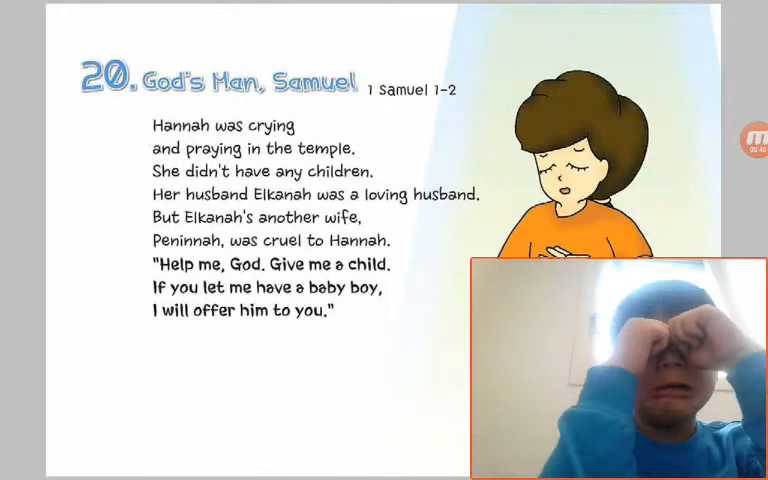 20. God's Man, Samuel 1 Samuel 1-2
Hannah was crying
and praying in the temple.
She didn't have any children.
Her husband Elkanah was a loving husband.
But Elkanah's another wife,
Peninnah, was cruel to Hannah.
"Help me, God. Give me a child.
If you let me have a baby boy,
I will offer him to you."
06:40